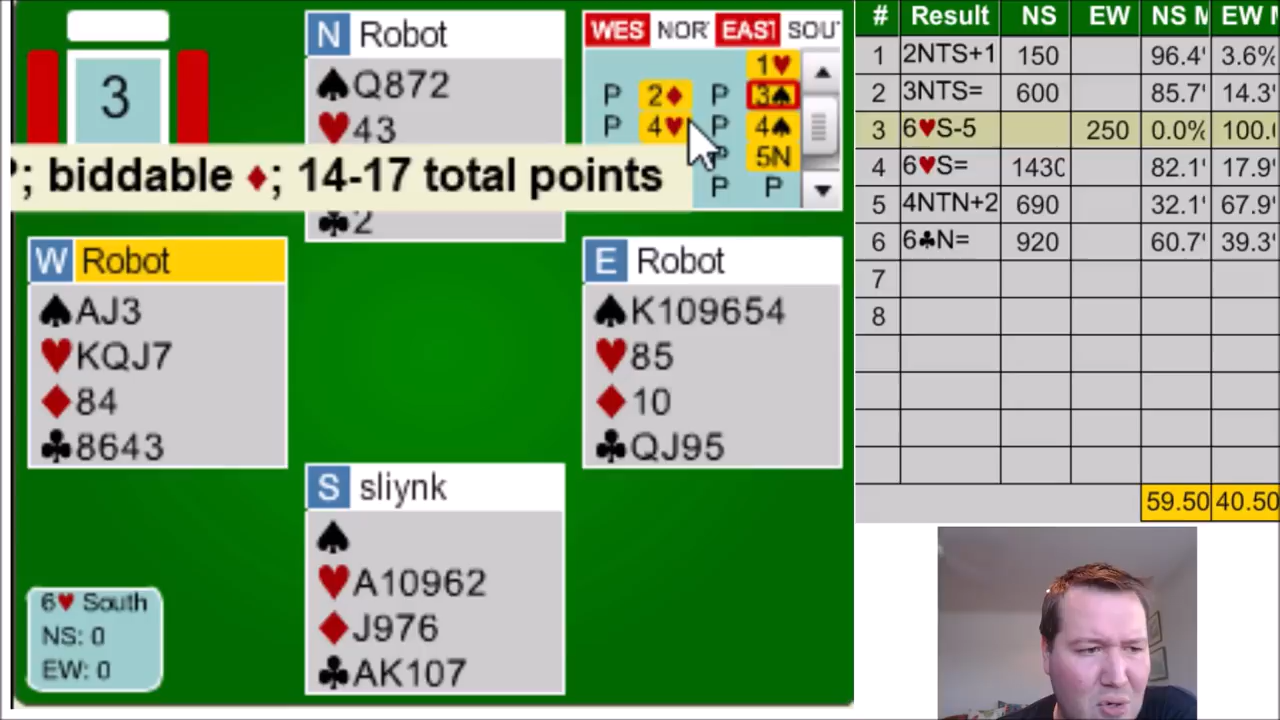 3
N Robot
♠Q872
♥43
♣2
WES NOR EAST SOU
1♥
P 2♦ P 3♠
P 4♥ P 4♠
5N
P P
; biddable ♦; 14-17 total points
W Robot
♠AJ3
♥KQJ7
♦84
♣8643
E Robot
♠K109654
♥85
♦10
♣QJ95
S sliynk
♠
♥A10962
♦J976
♣AK107
6♥ South
NS: 0
EW: 0
# Result NS EW NS M EW M
1 2NTS+1 150 96.4' 3.6%
2 3NTS= 600 85.7' 14.3'
3 6♥S-5 250 0.0% 100.
4 6♥S= 1430 82.1' 17.9'
5 4NTN+2 690 32.1' 67.9'
6 6♣N= 920 60.7' 39.3'
7
8
59.50 40.50